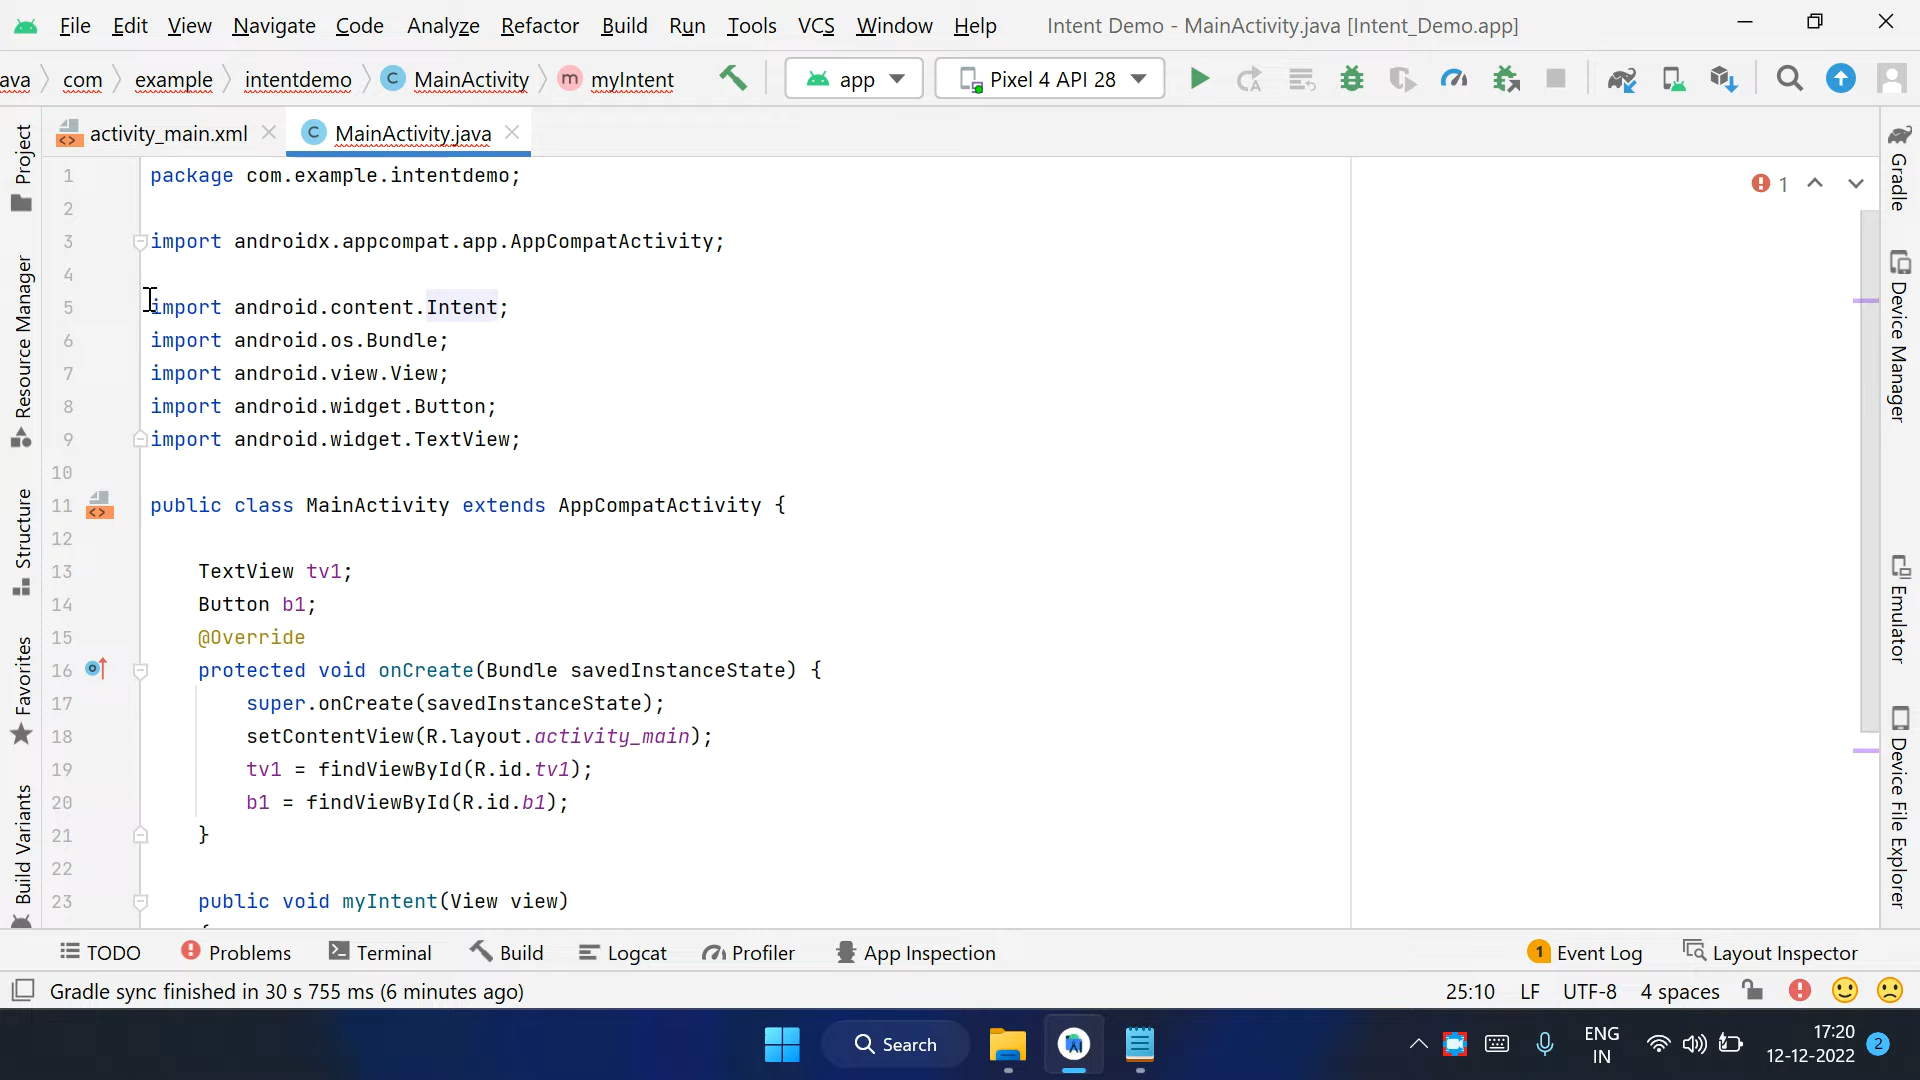 File Edit View Navigate Code Analyze Refactor Build Run Tools VCS Window Help Intent Demo - MainActivity.java [Intent_Demo.app]
ava com example intentdemo C MainActivity m myIntent app Pixel 4 API 28
activity_main.xml C MainActivity.java
1 package com.example.intentdemo;
2
3 import androidx.appcompat.app.AppCompatActivity;
4
5 import android.content.Intent;
6 import android.os.Bundle;
7 import android.view.View;
8 import android.widget.Button;
9 import android.widget.TextView;
10
11 public class MainActivity extends AppCompatActivity {
12
13 TextView tv1;
14 Button b1;
15 @Override
16 protected void onCreate(Bundle savedInstanceState) {
17 super.onCreate(savedInstanceState);
18 setContentView(R.layout.activity_main);
19 tv1 = findViewById(R.id.tv1);
20 b1 = findViewById(R.id.b1);
21 }
22
23 public void myIntent(View view)
1
Project
Resource Manager
Structure
Favorites
Build Variants
Gradle
Device Manager
Emulator
Device File Explorer
TODO Problems Terminal Build Logcat Profiler App Inspection 1 Event Log Layout Inspector
Gradle sync finished in 30 s 755 ms (6 minutes ago) 25:10 LF UTF-8 4 spaces
Search
ENG
IN
17:20
12-12-2022
2